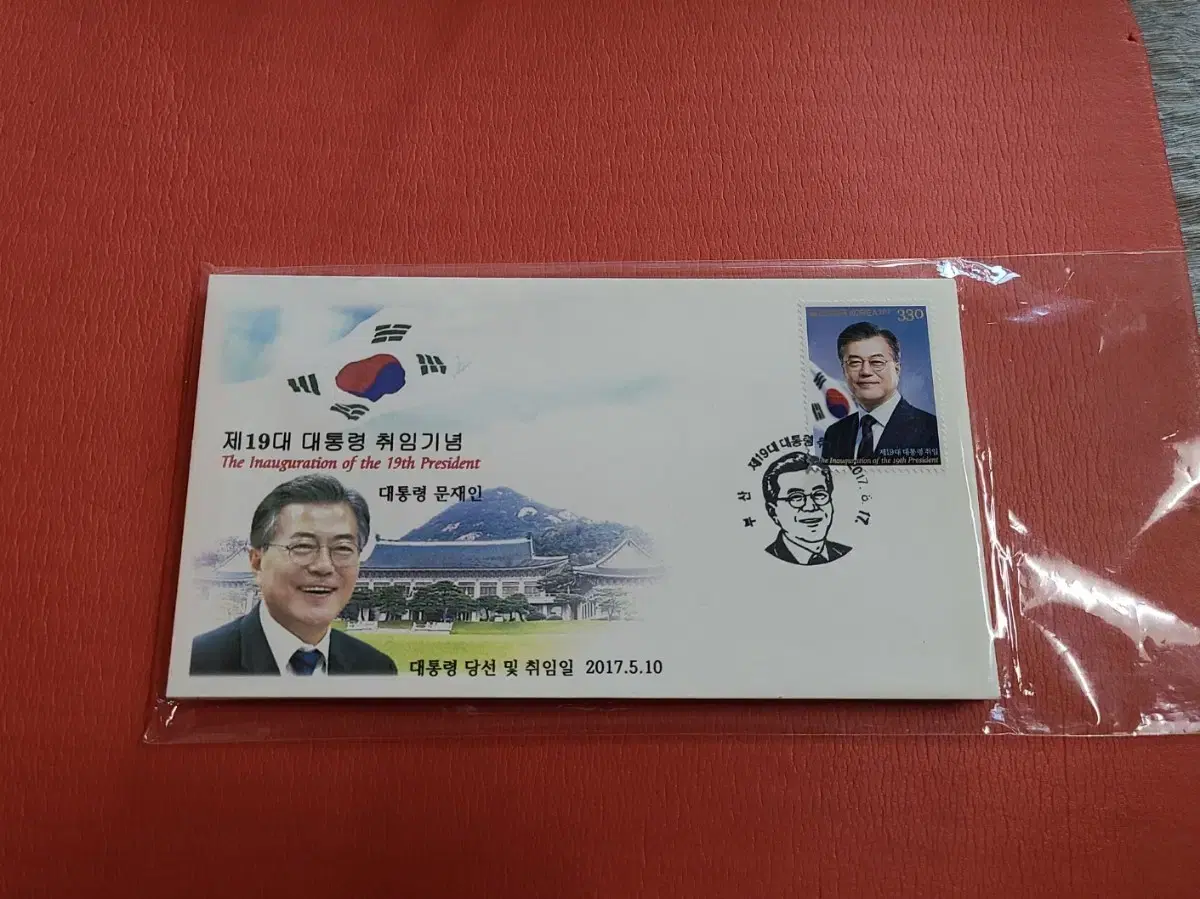 제19대 대통령 취임기념
The Inauguration of the 19th President
대통령 문재인
대통령 당선 및 취임일 2017.5.10
KOREA 2017
330
제19대 대통령 취임
The Inauguration of the 19th President
제19대 대통령
부산